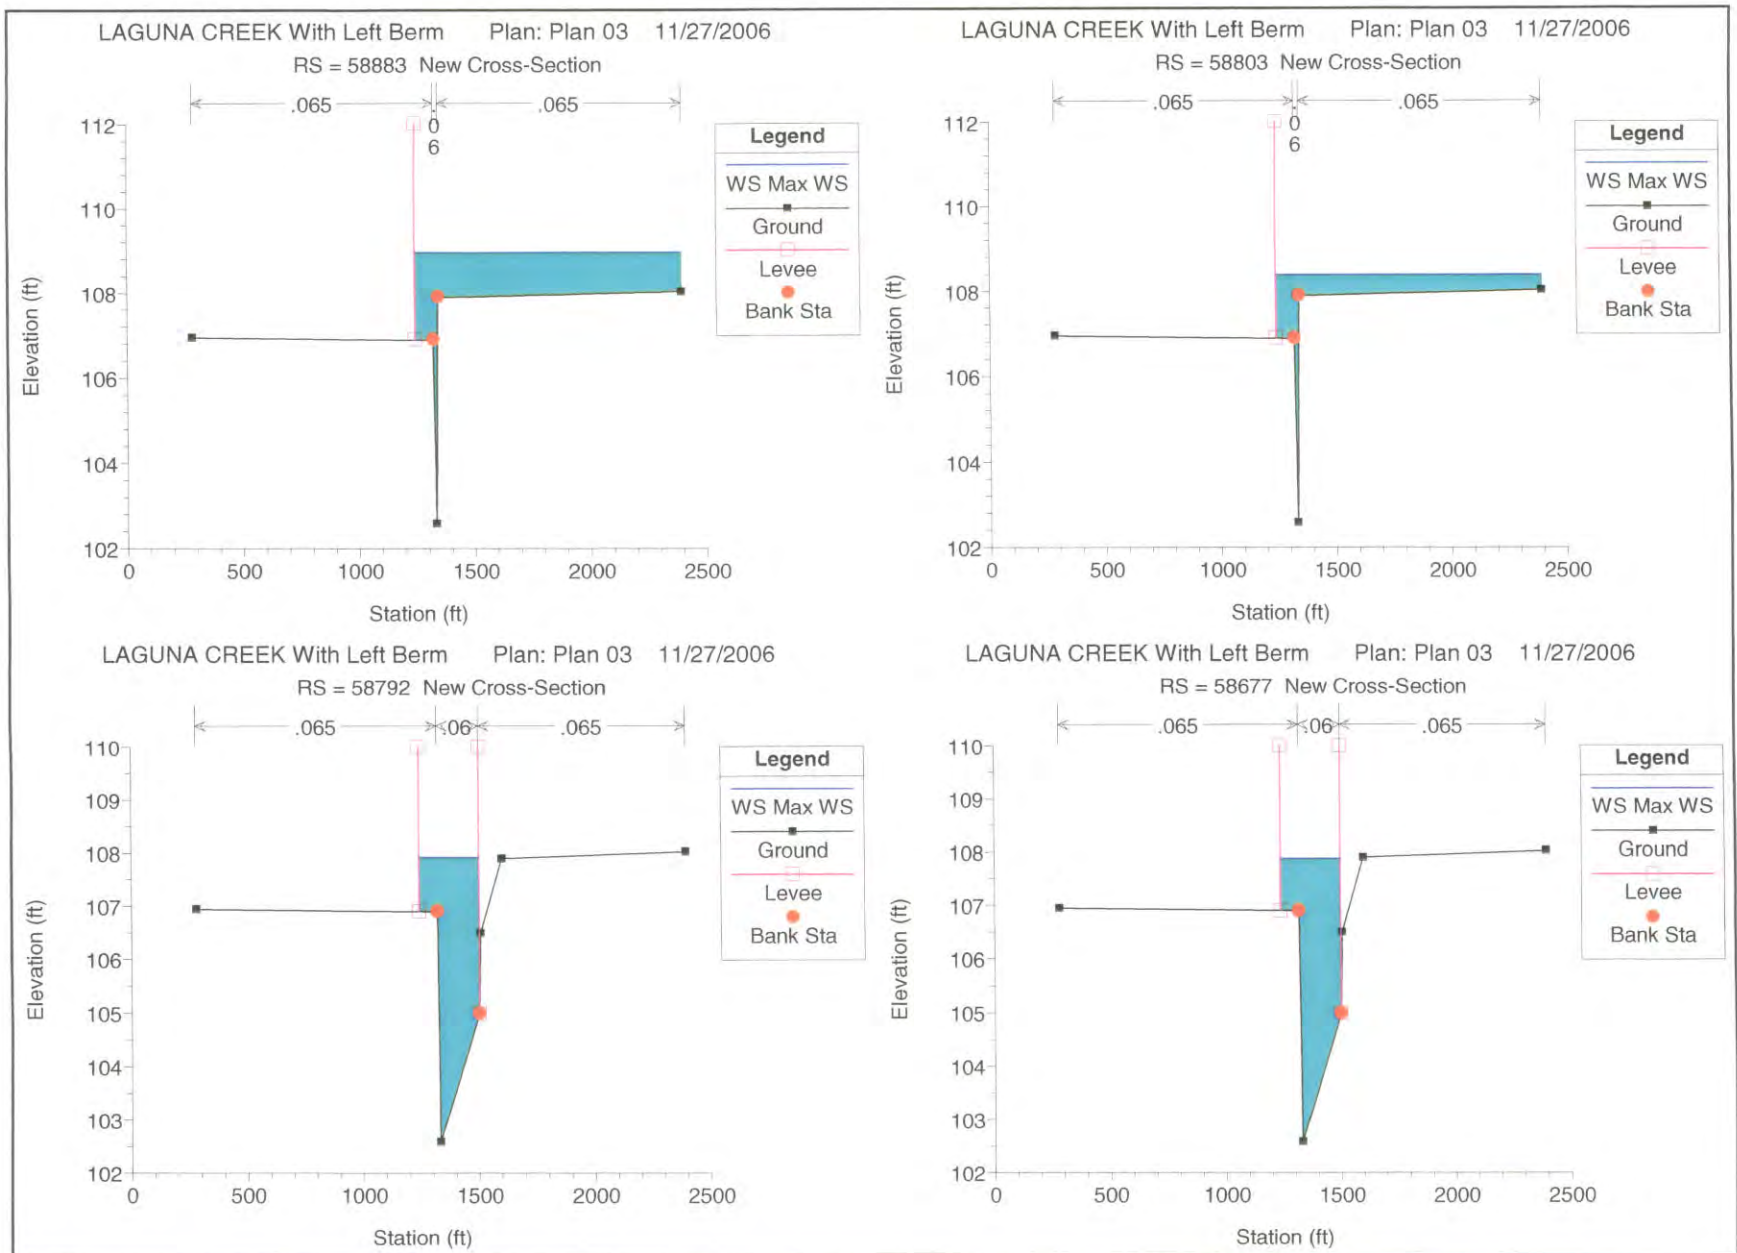 LAGUNA CREEK With Left Berm Plan: Plan 03 11/27/2006
RS = 58883 New Cross-Section
.065 .06 .065
112
110
108
106
104
102
0 500 1000 1500 2000 2500
Elevation (ft)
Station (ft)
Legend
WS Max WS
Ground
Levee
Bank Sta
LAGUNA CREEK With Left Berm Plan: Plan 03 11/27/2006
RS = 58803 New Cross-Section
.065 .06 .065
112
110
108
106
104
102
0 500 1000 1500 2000 2500
Elevation (ft)
Station (ft)
Legend
WS Max WS
Ground
Levee
Bank Sta
LAGUNA CREEK With Left Berm Plan: Plan 03 11/27/2006
RS = 58792 New Cross-Section
.065 .06 .065
110
109
108
107
106
105
104
103
102
0 500 1000 1500 2000 2500
Elevation (ft)
Station (ft)
Legend
WS Max WS
Ground
Levee
Bank Sta
LAGUNA CREEK With Left Berm Plan: Plan 03 11/27/2006
RS = 58677 New Cross-Section
.065 .06 .065
110
109
108
107
106
105
104
103
102
0 500 1000 1500 2000 2500
Elevation (ft)
Station (ft)
Legend
WS Max WS
Ground
Levee
Bank Sta